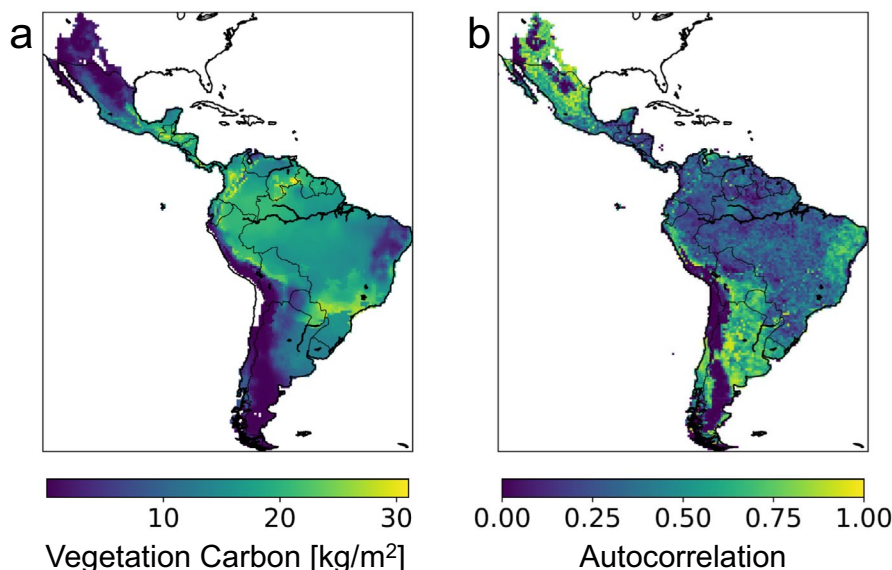 a
b
10 20 30
0.00 0.25 0.50 0.75 1.00
Vegetation Carbon [kg/m²]
Autocorrelation